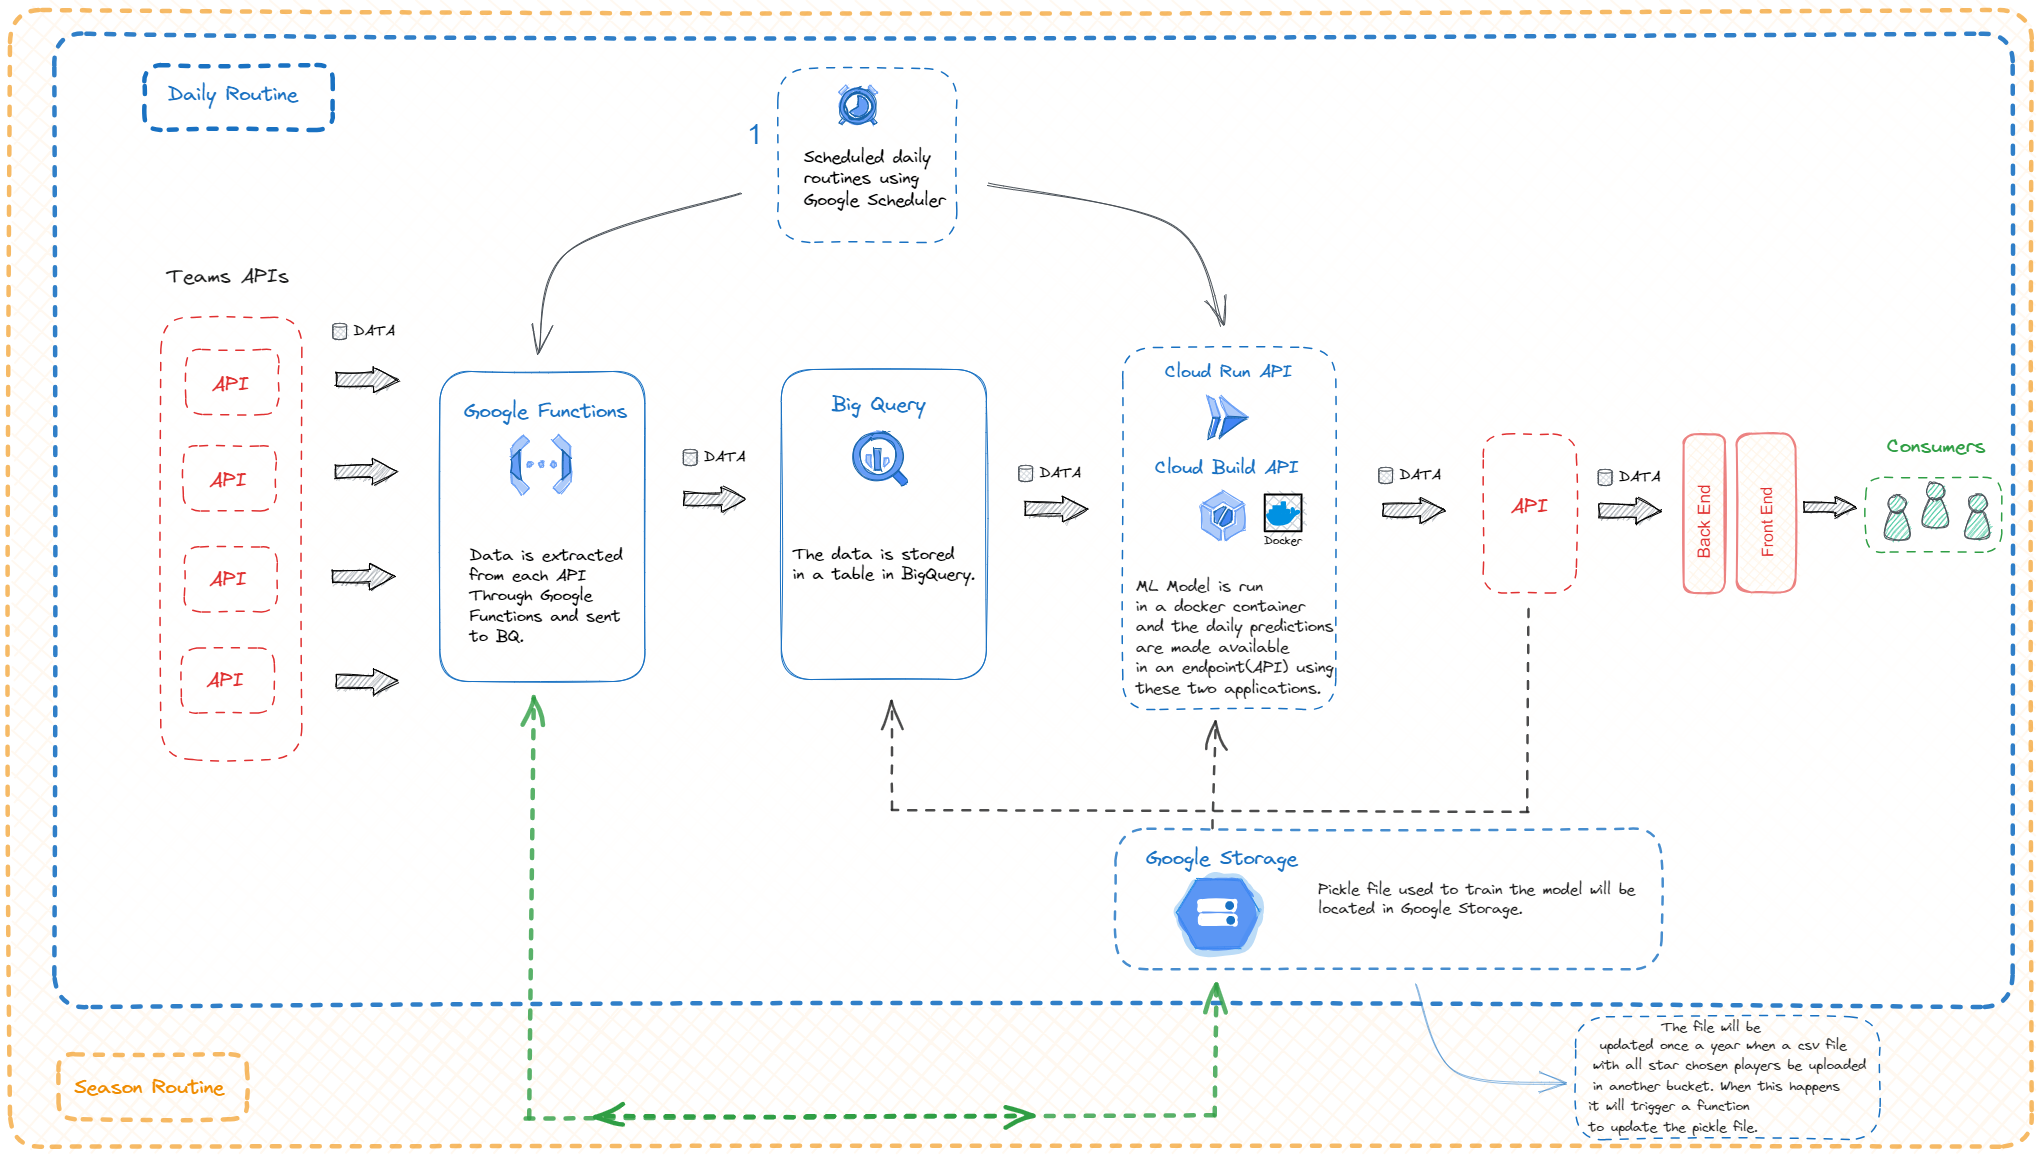 Daily Routine
1
Scheduled daily
routines using
Google Scheduler
Teams APIs
API
API
API
API
DATA
Google Functions
Data is extracted
from each API
Through Google
Functions and sent
to BQ.
DATA
Big Query
The data is stored
in a table in BigQuery.
DATA
Cloud Run API
Cloud Build API
Docker
ML Model is run
in a docker container
and the daily predictions
are made available
in an endpoint(API) using
these two applications.
DATA
API
DATA
Back End
Front End
Consumers
Google Storage
Pickle file used to train the model will be
located in Google Storage.
Season Routine
The file will be
updated once a year when a csv file
with all star chosen players be uploaded
in another bucket. When this happens
it will trigger a function
to update the pickle file.